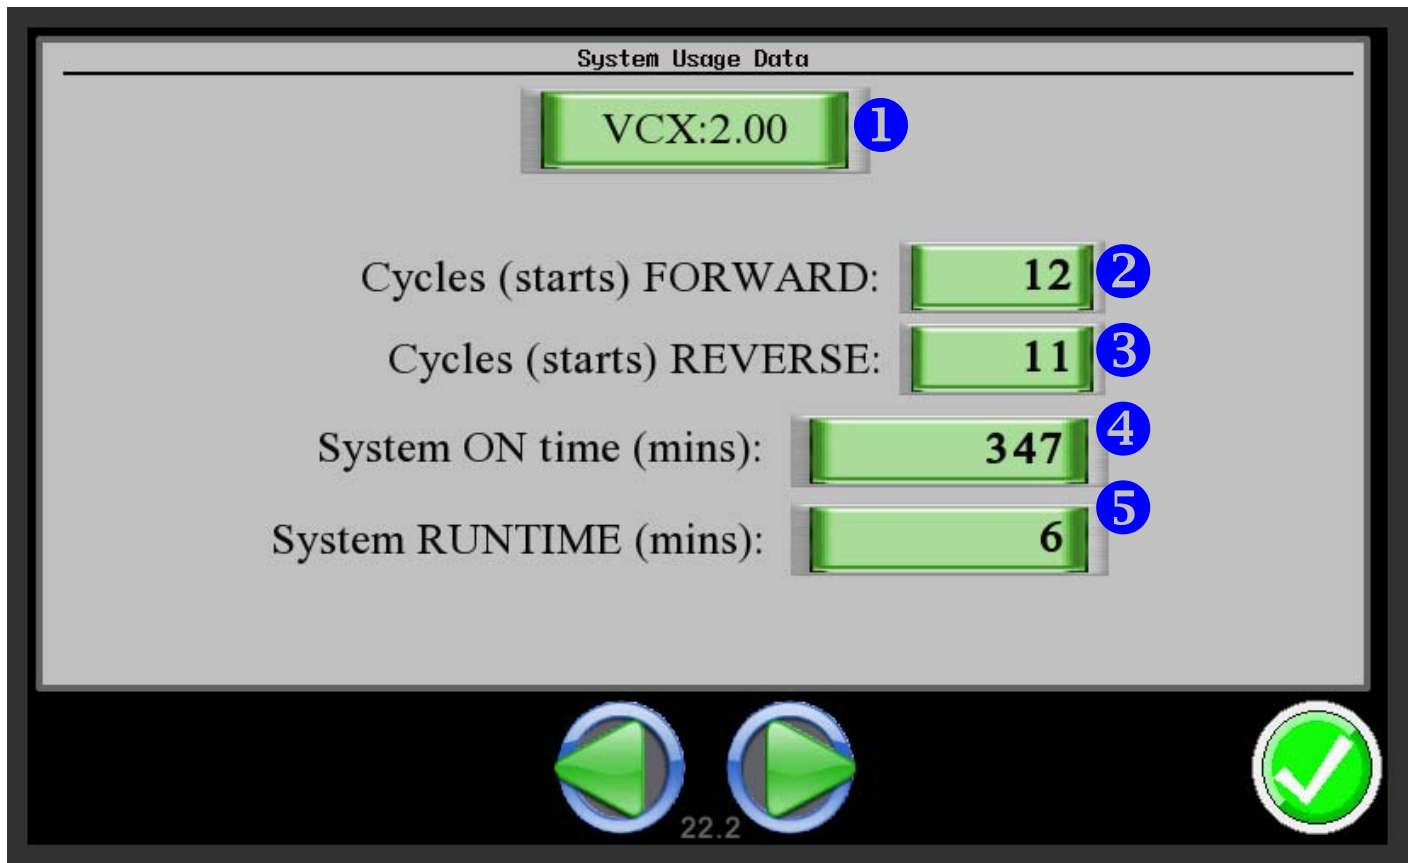 System Usage Data
VCX:2.00 1
Cycles (starts) FORWARD: 12 2
Cycles (starts) REVERSE: 11 3
System ON time (mins): 347 4
System RUNTIME (mins): 6 5
22.2